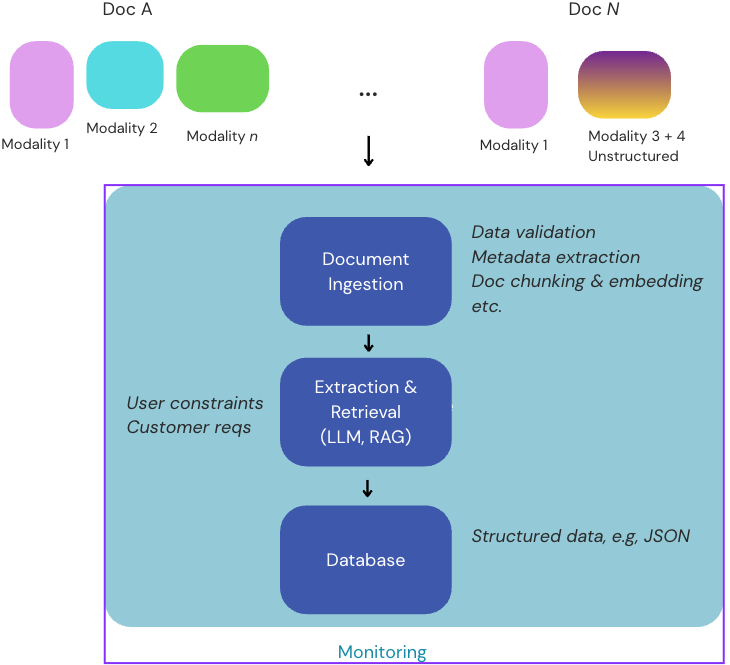 Doc A
Doc N
...
Modality 1
Modality 2
Modality n
Modality 1
Modality 3 + 4
Unstructured
Document
Ingestion
Data validation
Metadata extraction
Doc chunking & embedding
etc.
User constraints
Customer reqs
Extraction &
Retrieval
(LLM, RAG)
Database
Structured data, e.g, JSON
Monitoring